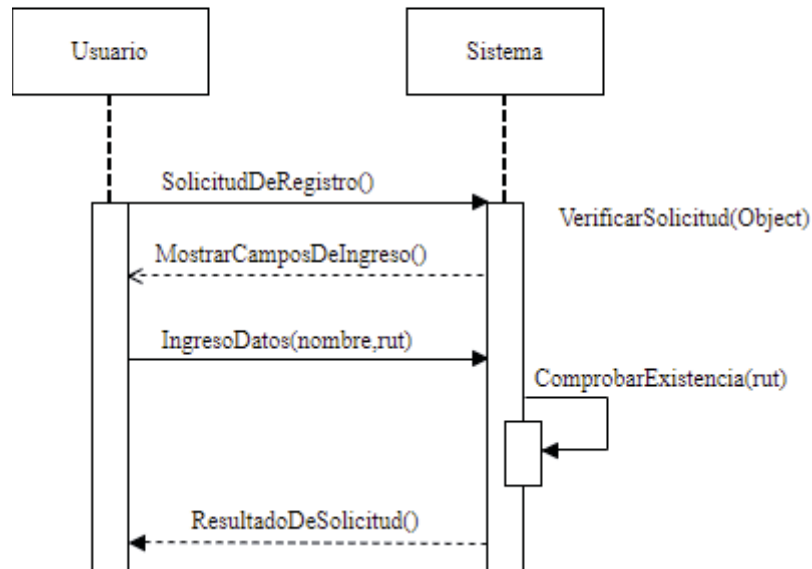 Usuario
Sistema
SolicitudDeRegistro()
VerificarSolicitud(Object)
MostrarCamposDeIngreso()
IngresoDatos(nombre,rut)
ComprobarExistencia(rut)
ResultadoDeSolicitud()